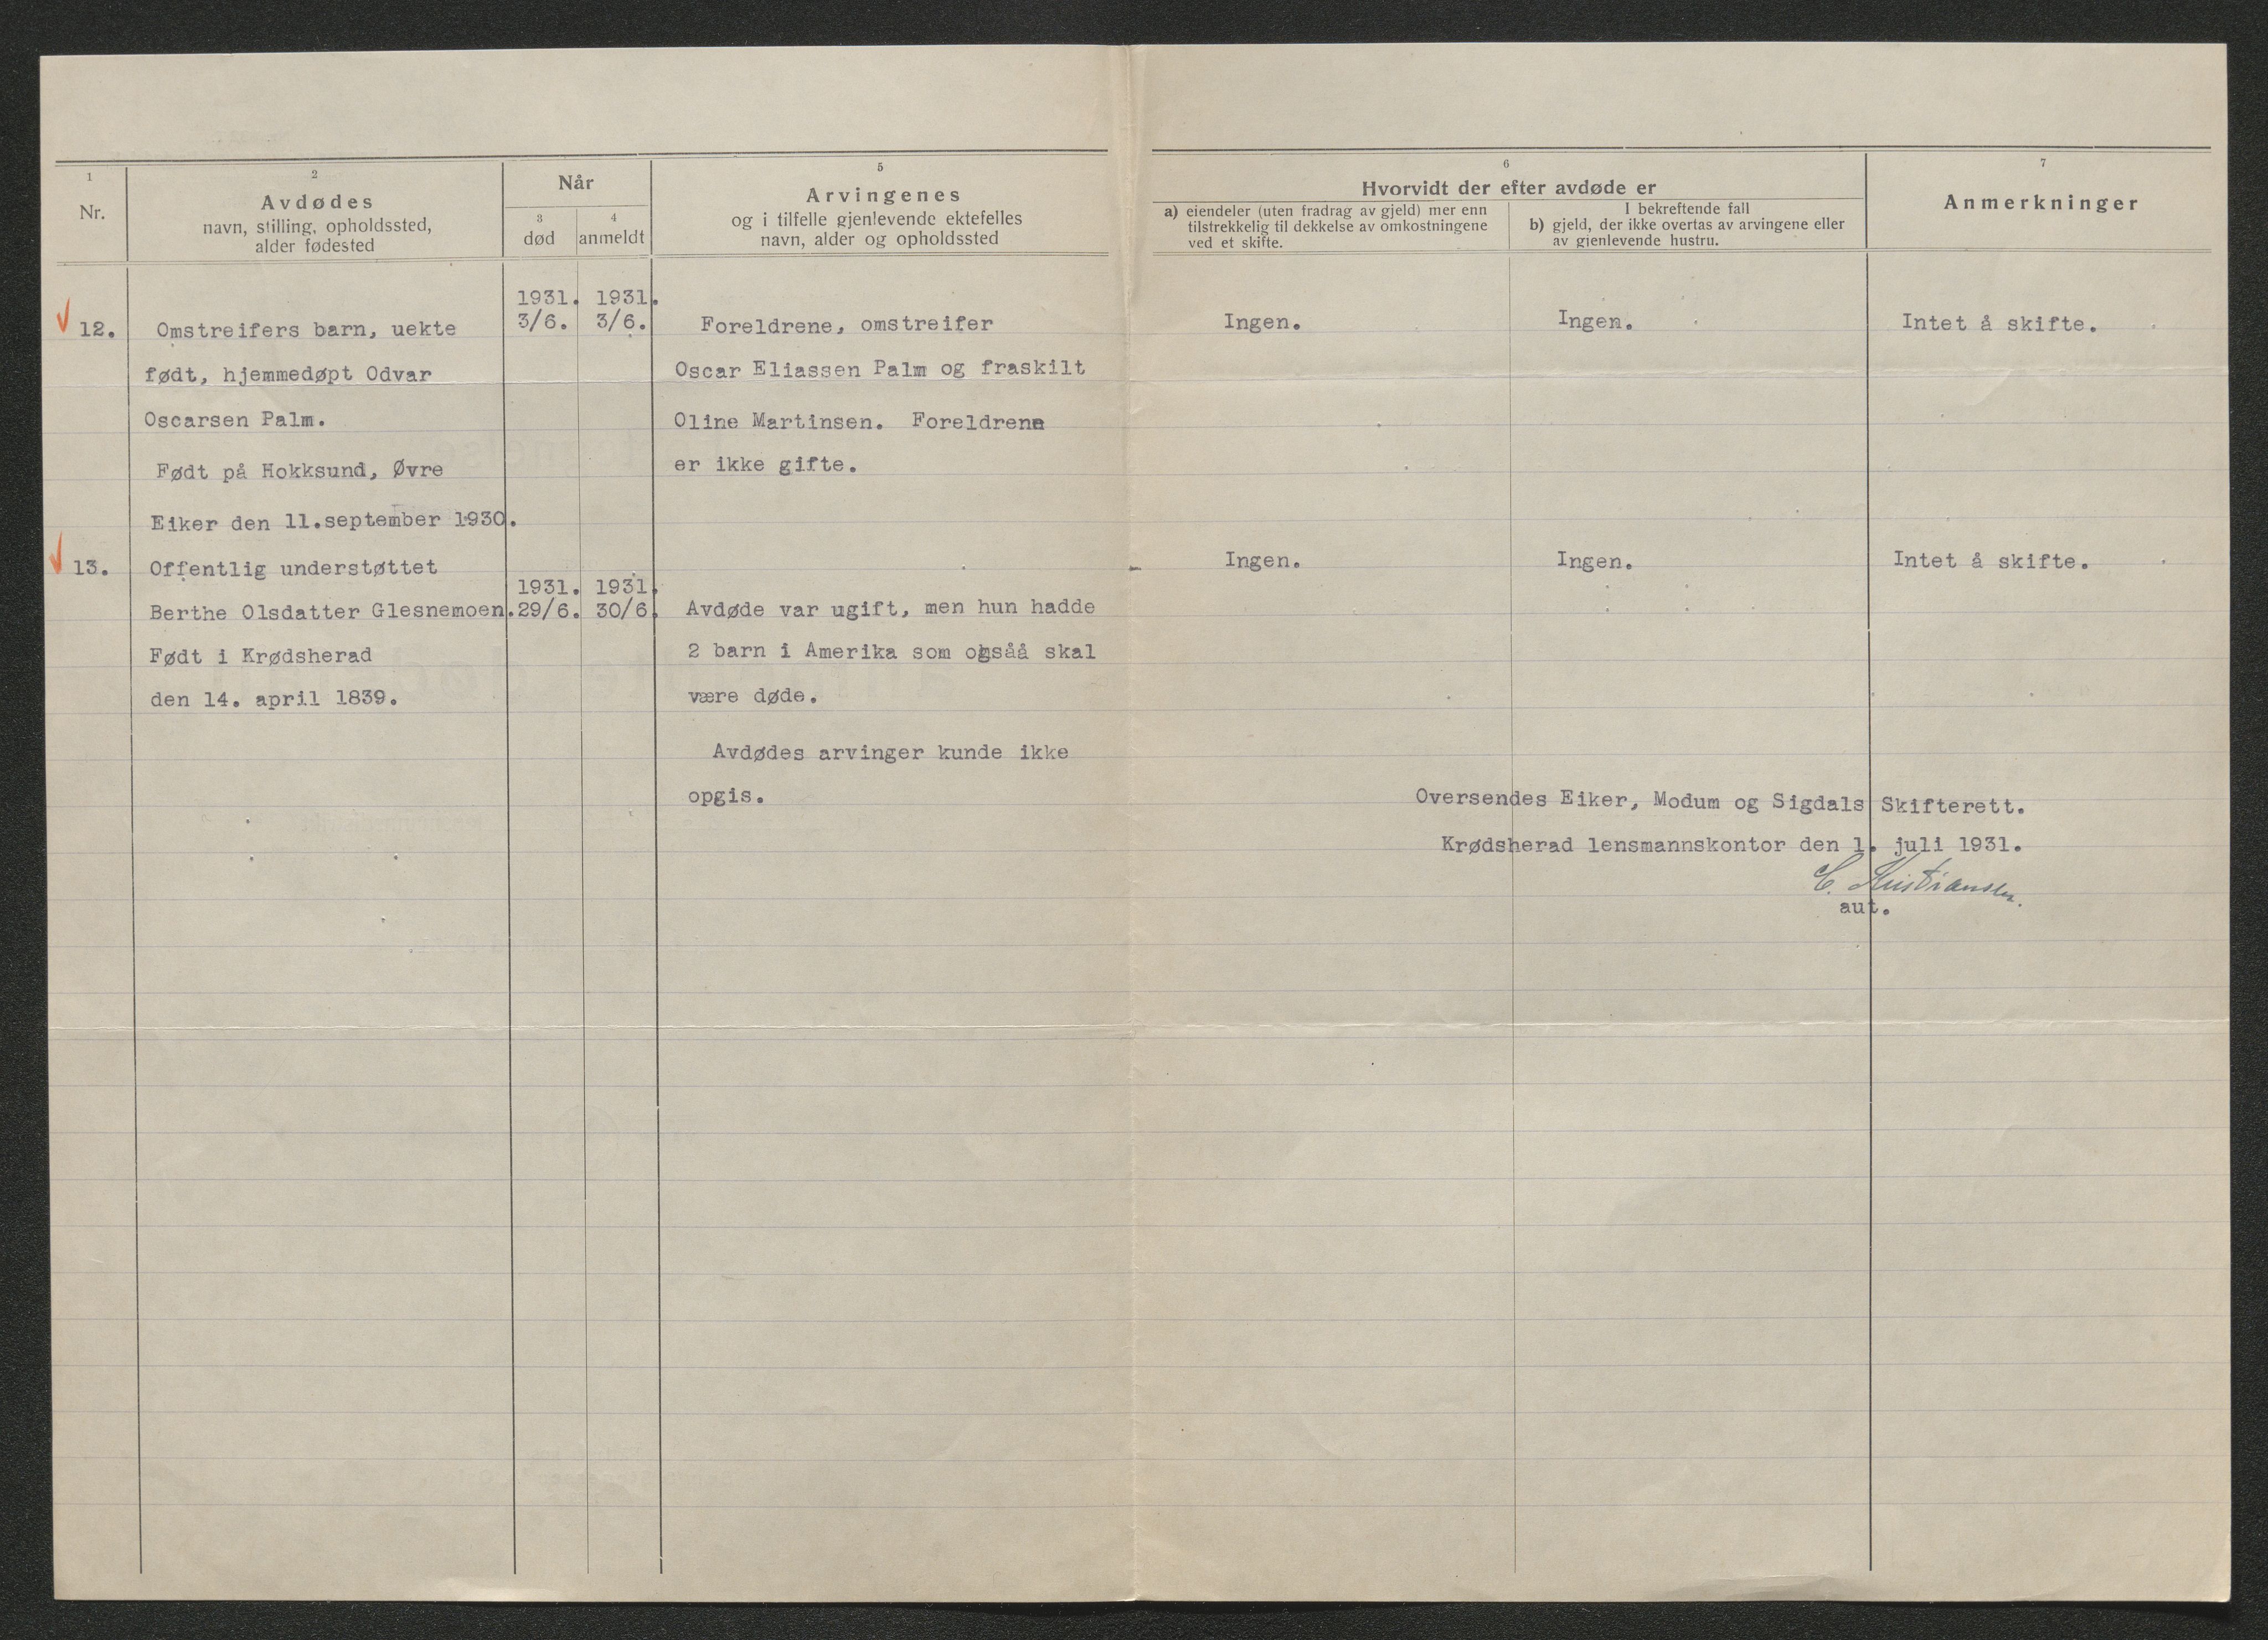 1
Nr.
2
Avdødes
navn, stilling, opholdssted,
alder fødested
Når
3
død
4
anmeldt
5
Arvingenes
og i tilfelle gjenlevende ektefelles
navn, alder og opholdssted
6
Hvorvidt der efter avdøde er
a) eiendeler (uten fradrag av gjeld) mer enn
tilstrekkelig til dekkelse av omkostningene
ved et skifte.
I bekreftende fall
b) gjeld, der ikke overtas av arvingene eller
av gjenlevende hustru.
7
Anmerkninger
12.
Omstreifers barn, uekte
født, hjemmedøpt Odvar
Oscarsen Palm.
Født på Hokksund, Øvre
Eiker den 11.september 1930.
1931. 1931.
3/6. 3/6.
Foreldrene, omstreifer
Oscar Eliassen Palm og fraskilt
Oline Martinsen. Foreldrene
er ikke gifte.
Ingen.
Ingen.
Intet å skifte.
13.
Offentlig understøttet
Berthe Olsdatter Glesnemoen.
Født i Krødsherad
den 14. april 1839.
1931. 1931.
29/6. 30/6.
Avdøde var ugift, men hun hadde
2 barn i Amerika som også skal
være døde.
Avdødes arvinger kunde ikke
opgis.
Ingen.
Ingen.
Intet å skifte.
Oversendes Eiker, Modum og Sigdals Skifterett.
Krødsherad lensmannskontor den 1. juli 1931.
C. Kristiansen.
aut.